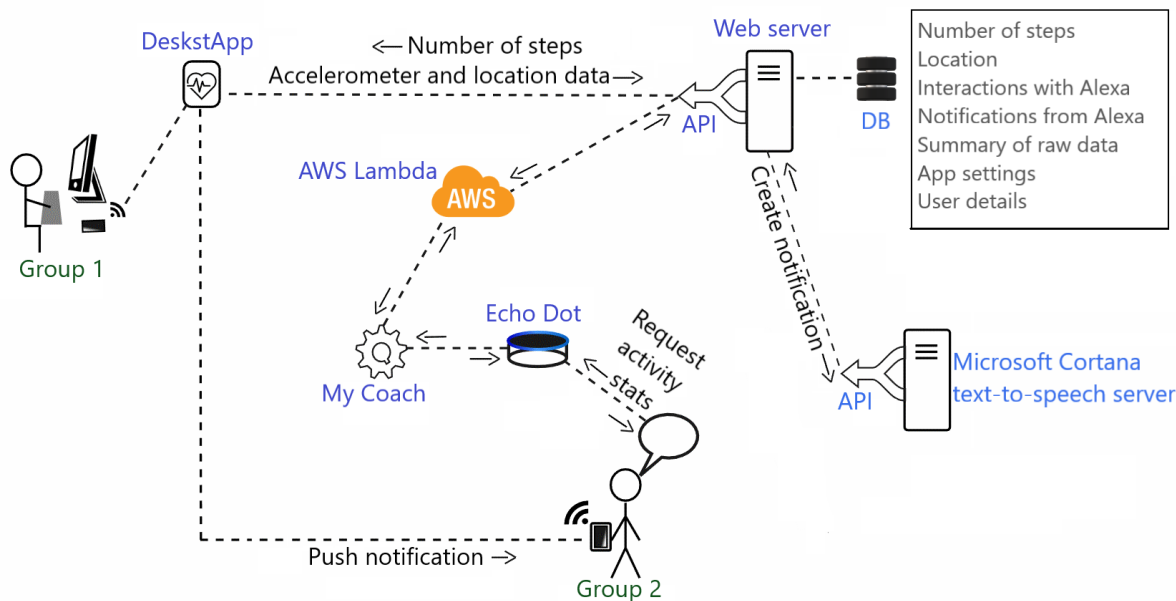 DeskstApp
← Number of steps
Accelerometer and location data →
Web server
API
DB
Number of steps
Location
Interactions with Alexa
Notifications from Alexa
Summary of raw data
App settings
User details
AWS Lambda
AWS
Create notification
Group 1
Echo Dot
Request
activity
stats
My Coach
API
Microsoft Cortana
text-to-speech server
Push notification →
Group 2